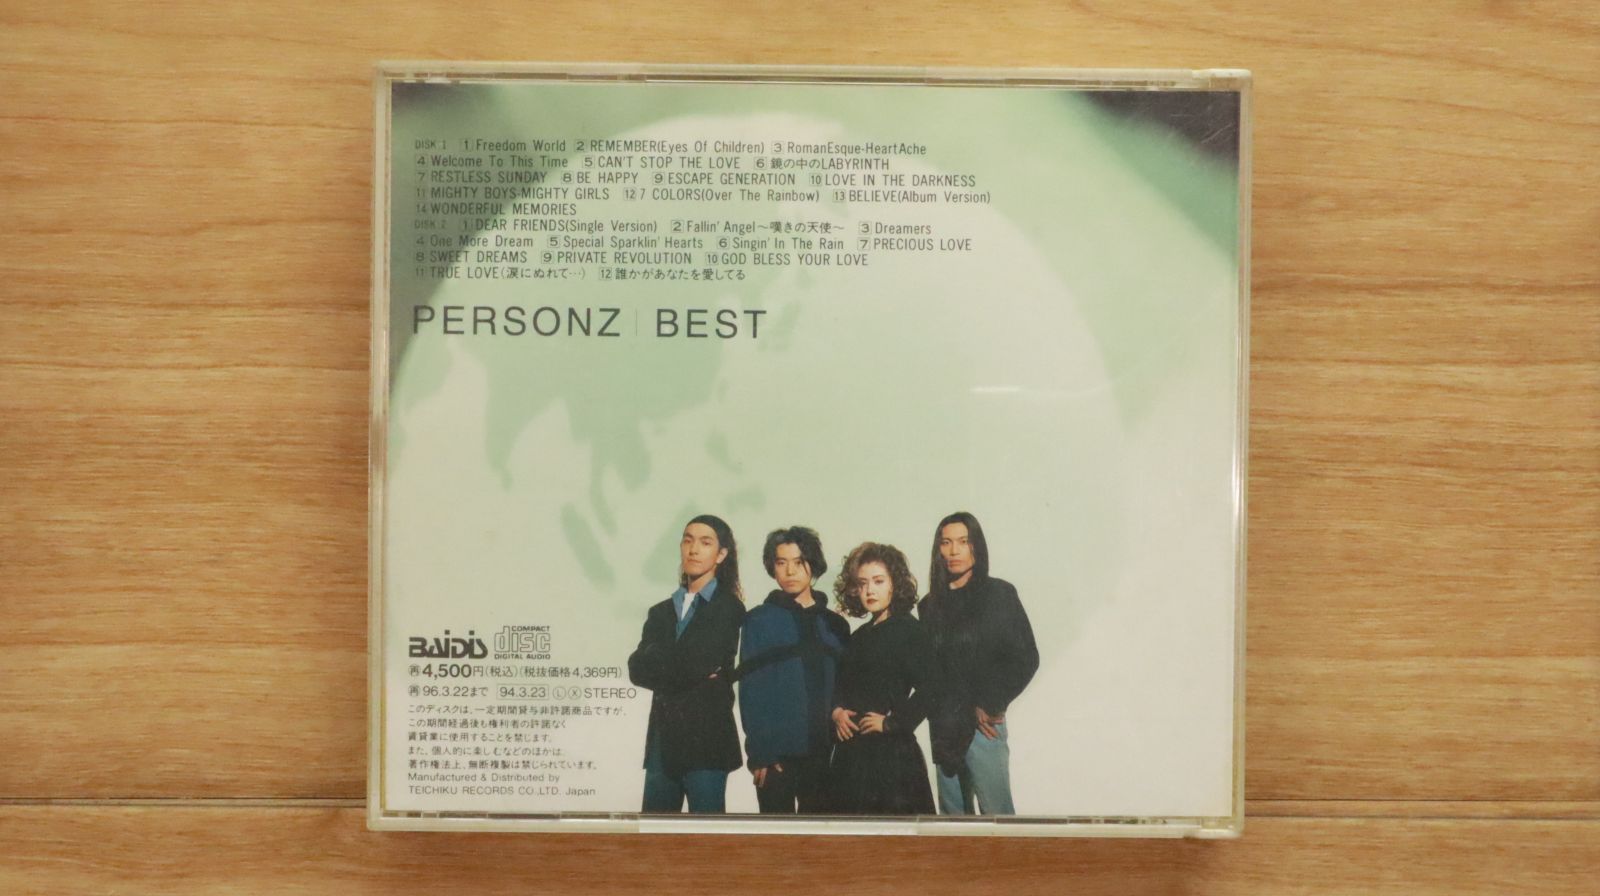 DISK 1 1 Freedom World 2 REMEMBER(Eyes Of Children) 3 RomanEsque-HeartAche
4 Welcome To This Time 5 CAN'T STOP THE LOVE 6 鏡の中のLABYRINTH
7 RESTLESS SUNDAY 8 BE HAPPY 9 ESCAPE GENERATION 10 LOVE IN THE DARKNESS
11 MIGHTY BOYS-MIGHTY GIRLS 12 7 COLORS(Over The Rainbow) 13 BELIEVE(Album Version)
14 WONDERFUL MEMORIES
DISK 2 1 DEAR FRIENDS(Single Version) 2 Fallin' Angel〜嘆きの天使〜 3 Dreamers
4 One More Dream 5 Special Sparklin' Hearts 6 Singin' In The Rain 7 PRECIOUS LOVE
8 SWEET DREAMS 9 PRIVATE REVOLUTION 10 GOD BLESS YOUR LOVE
11 TRUE LOVE(涙にぬれて…) 12 誰かがあなたを愛してる
PERSONZ | BEST
BAiDiS COMPACT disc DIGITAL AUDIO
㊢4,500円(税込)(税抜価格4,369円)
96.3.22まで 94.3.23 Ⓛ Ⓧ STEREO
このディスクは、一定期間貸与非許諾商品ですが、
この期間経過後も権利者の許諾なく
賃貸業に使用することを禁じます。
また、個人的に楽しむなどのほかは、
著作権法上、無断複製は禁じられています。
Manufactured & Distributed by
TEICHIKU RECORDS CO.,LTD. Japan